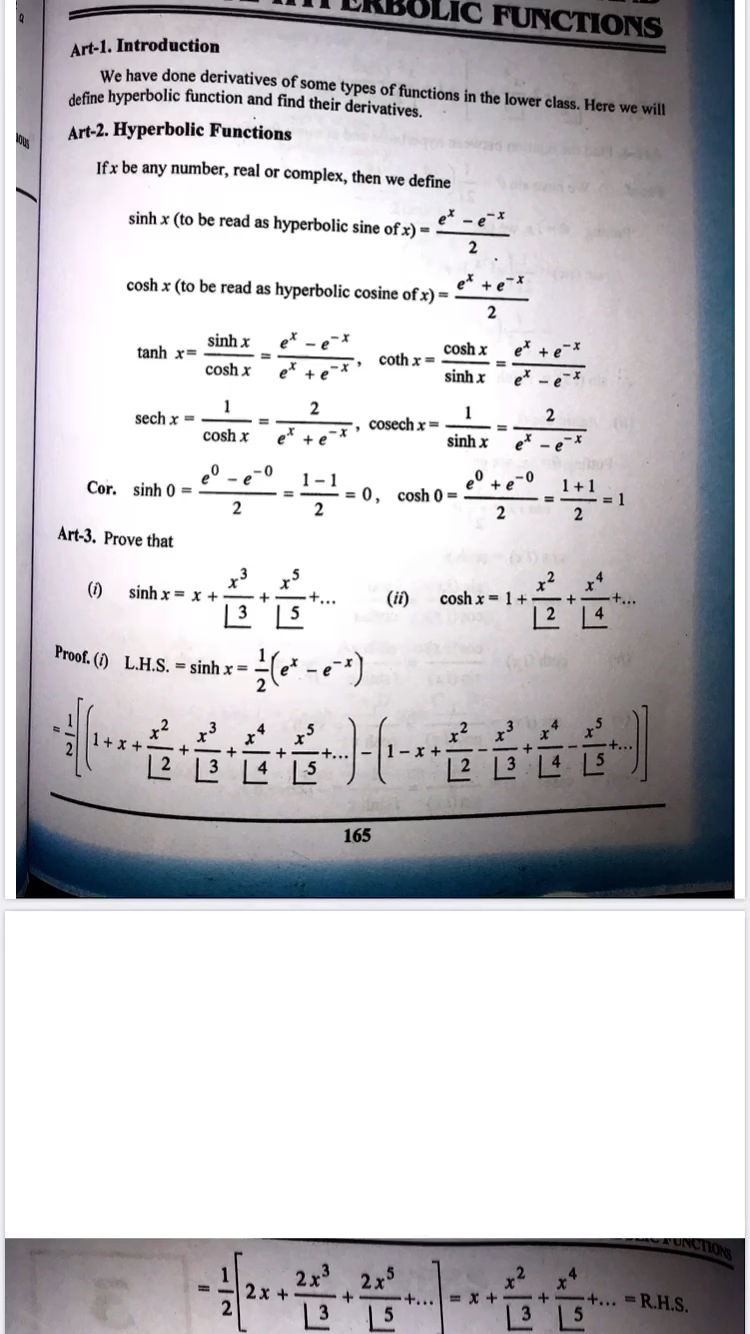 HYPERBOLIC FUNCTIONS
Art-1. Introduction
We have done derivatives of some types of functions in the lower class. Here we will
define hyperbolic function and find their derivatives.
Art-2. Hyperbolic Functions
If x be any number, real or complex, then we define
sinh x (to be read as hyperbolic sine of x) = (e^x − e^−x)/2
cosh x (to be read as hyperbolic cosine of x) = (e^x + e^−x)/2
tanh x = sinh x/cosh x = (e^x − e^−x)/(e^x + e^−x), coth x = cosh x/sinh x = (e^x + e^−x)/(e^x − e^−x)
sech x = 1/cosh x = 2/(e^x + e^−x), cosech x = 1/sinh x = 2/(e^x − e^−x)
Cor. sinh 0 = (e^0 − e^−0)/2 = (1 − 1)/2 = 0, cosh 0 = (e^0 + e^−0)/2 = (1 + 1)/2 = 1
Art-3. Prove that
(i) sinh x = x + x^3/⌊3 + x^5/⌊5 +... (ii) cosh x = 1 + x^2/⌊2 + x^4/⌊4 +...
Proof. (i) L.H.S. = sinh x = 1/2 (e^x − e^−x)
= 1/2 [(1 + x + x^2/⌊2 + x^3/⌊3 + x^4/⌊4 + x^5/⌊5 +...) − (1 − x + x^2/⌊2 − x^3/⌊3 + x^4/⌊4 − x^5/⌊5 +...)]
165
FUNCTIONS
= 1/2 [2x + 2x^3/⌊3 + 2x^5/⌊5 +...] = x + x^2/⌊3 + x^4/⌊5 +... = R.H.S.